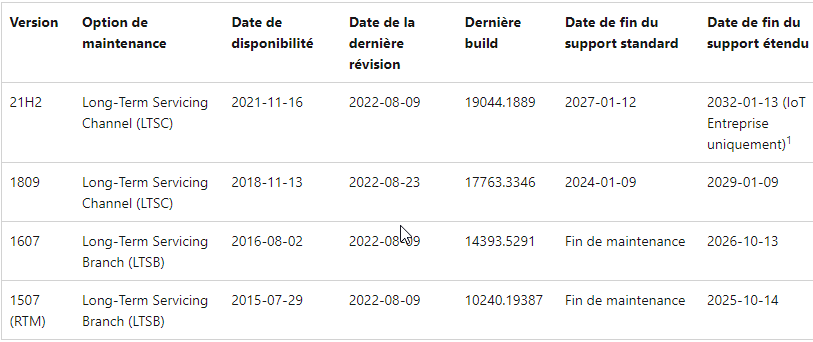 Version Option de maintenance Date de disponibilité Date de la dernière révision Dernière build Date de fin du support standard Date de fin du support étendu
21H2 Long-Term Servicing Channel (LTSC) 2021-11-16 2022-08-09 19044.1889 2027-01-12 2032-01-13 (IoT Entreprise uniquement)1
1809 Long-Term Servicing Channel (LTSC) 2018-11-13 2022-08-23 17763.3346 2024-01-09 2029-01-09
1607 Long-Term Servicing Branch (LTSB) 2016-08-02 2022-08-09 14393.5291 Fin de maintenance 2026-10-13
1507 (RTM) Long-Term Servicing Branch (LTSB) 2015-07-29 2022-08-09 10240.19387 Fin de maintenance 2025-10-14